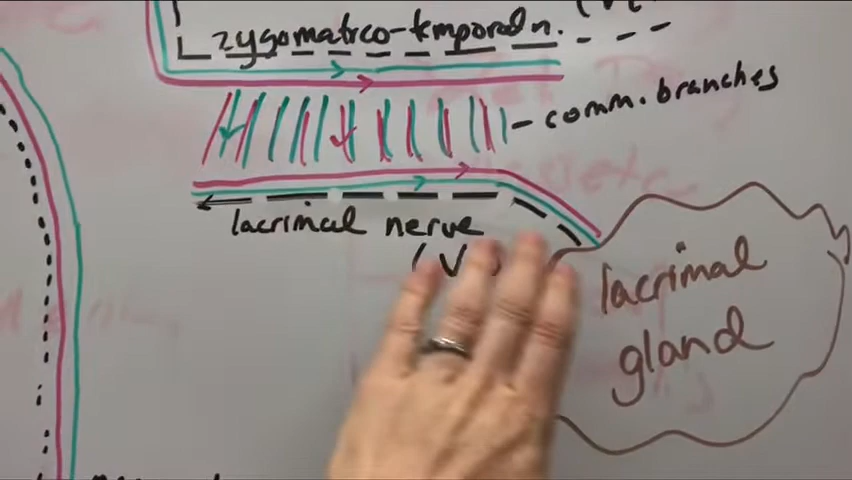 zygomatico-temporal n.
comm. branches
lacrimal nerve
(V
lacrimal
gland